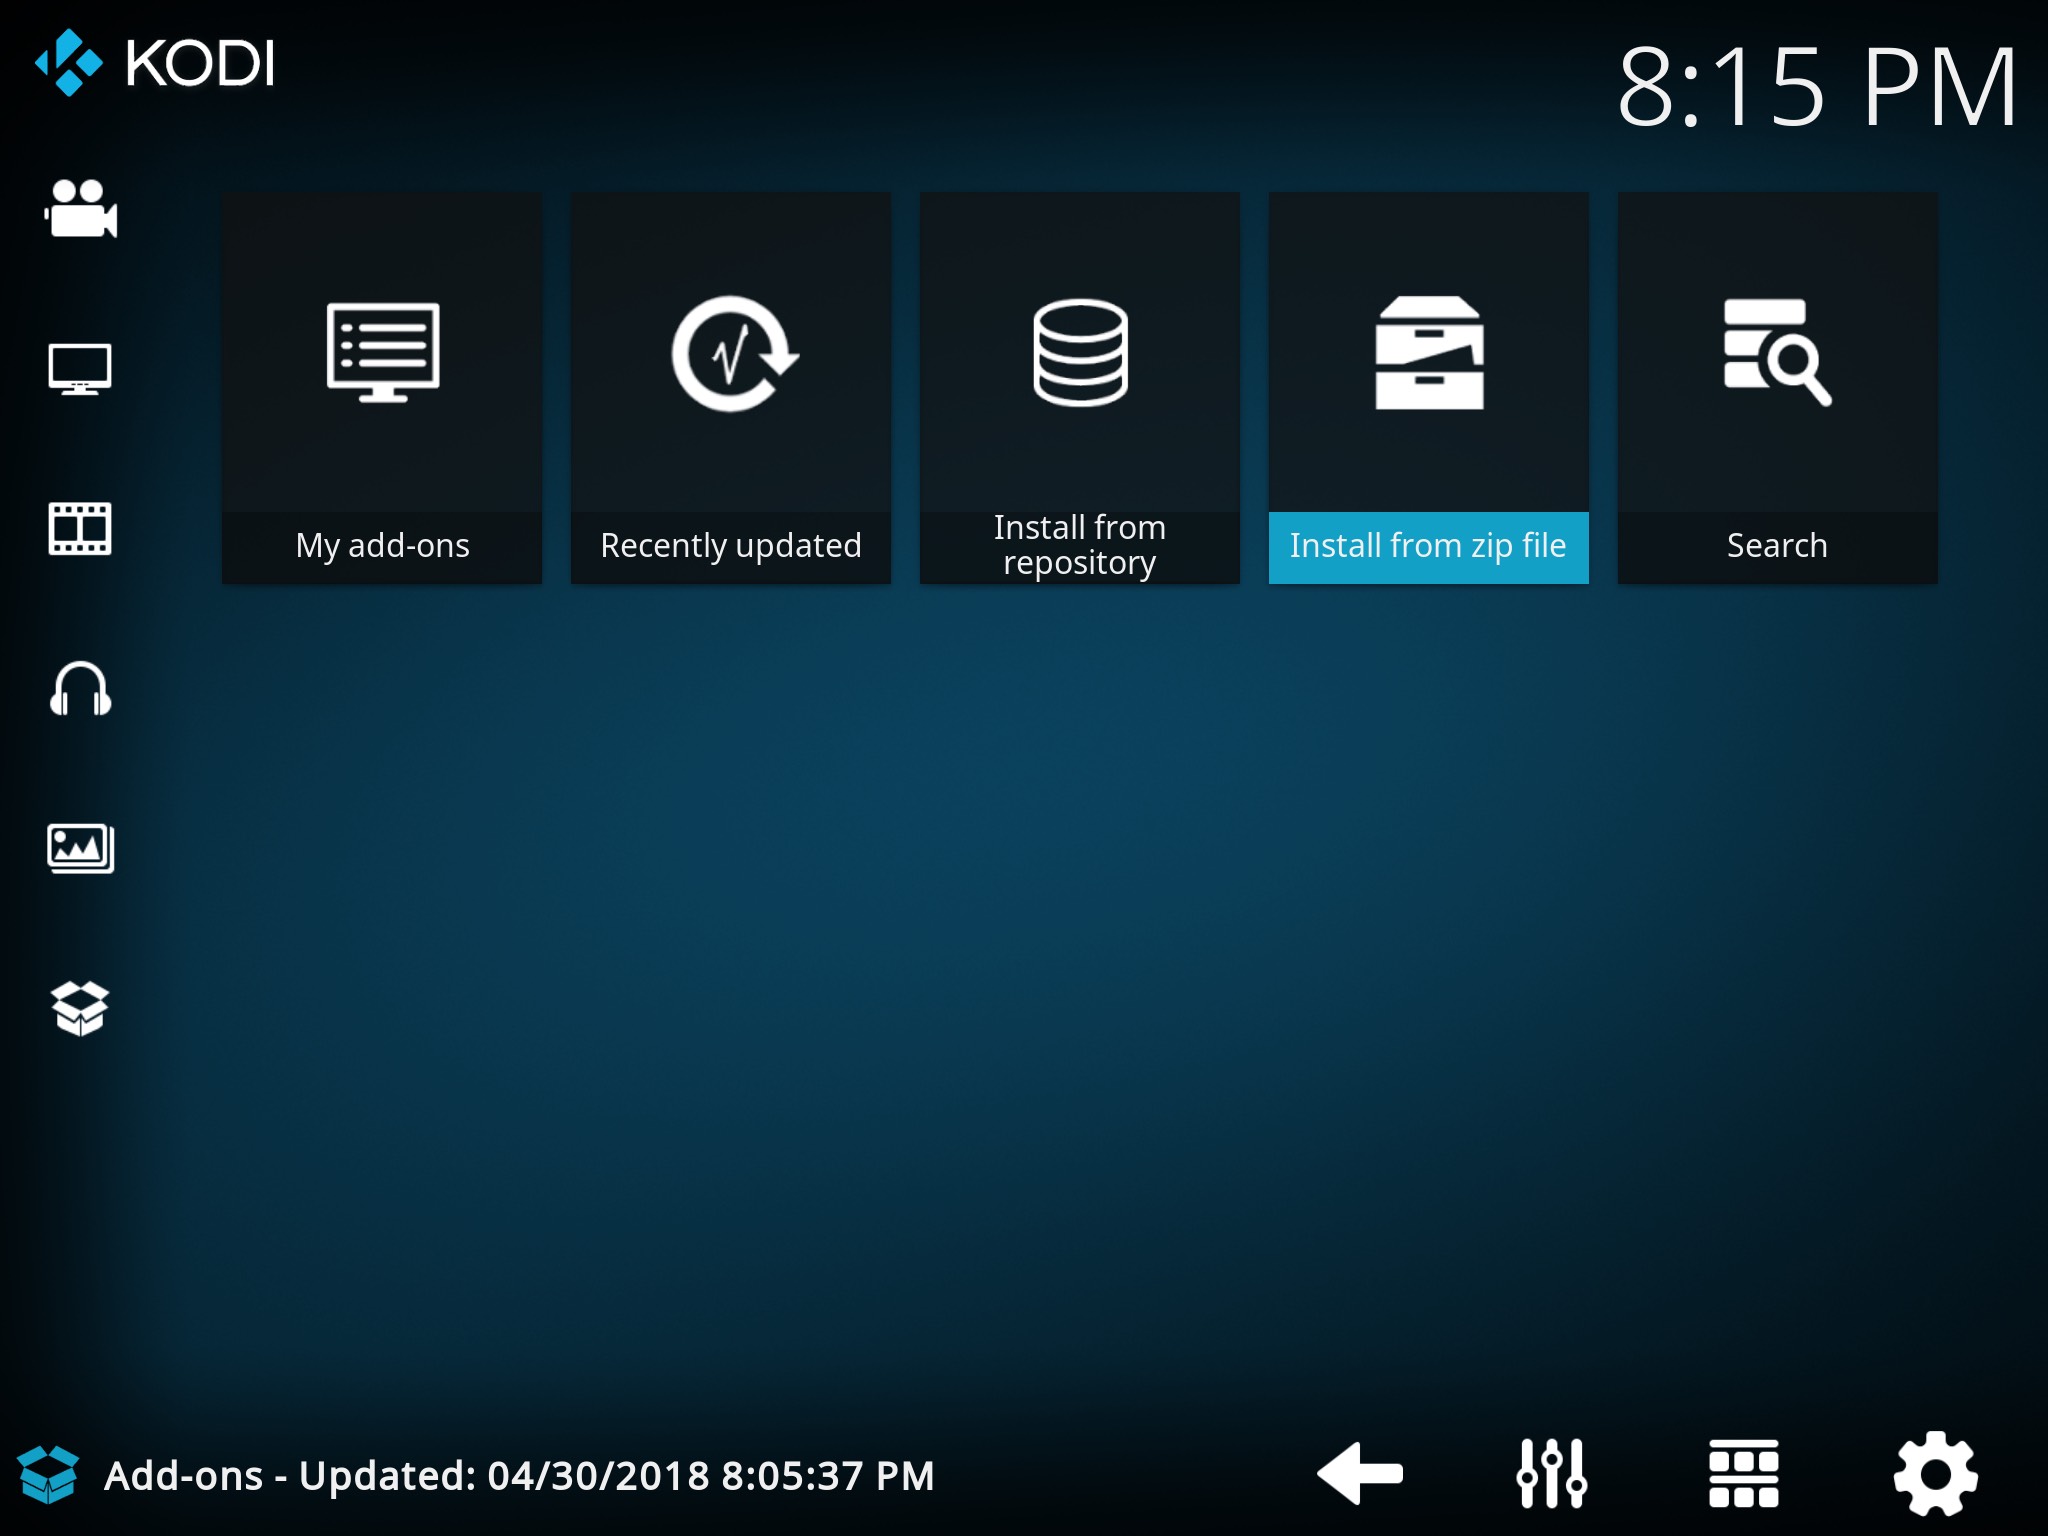 KODI
8:15 PM
My add-ons
Recently updated
Install from
repository
Install from zip file
Search
Add-ons - Updated: 04/30/2018 8:05:37 PM